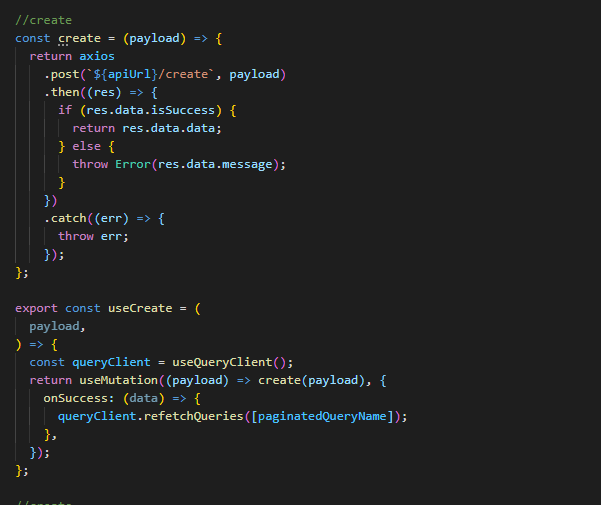 //create
const create = (payload) => {
  return axios
    .post(`${apiUrl}/create`, payload)
    .then((res) => {
      if (res.data.isSuccess) {
        return res.data.data;
      } else {
        throw Error(res.data.message);
      }
    })
    .catch((err) => {
      throw err;
    });
};
export const useCreate = (
  payload,
) => {
  const queryClient = useQueryClient();
  return useMutation((payload) => create(payload), {
    onSuccess: (data) => {
      queryClient.refetchQueries([paginatedQueryName]);
    },
  });
};
//create